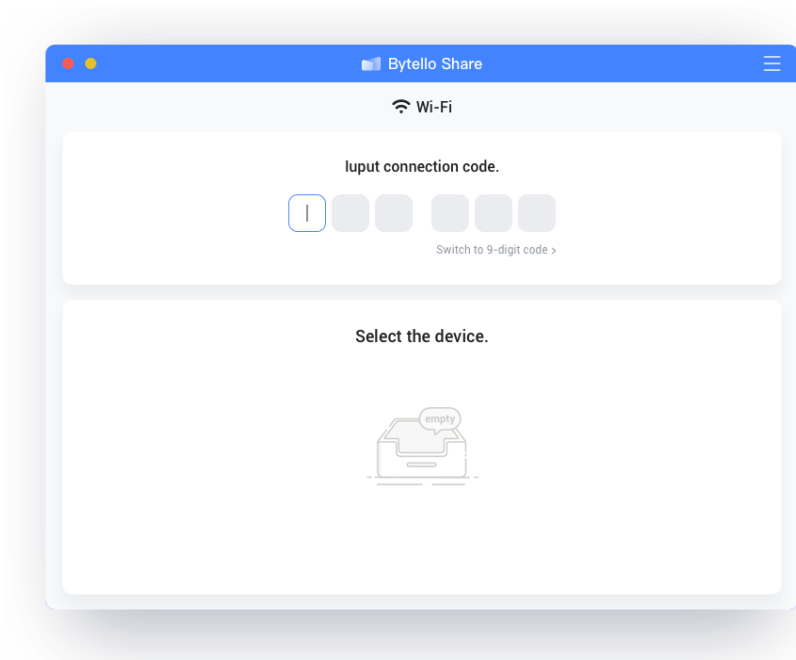 Bytello Share
Wi-Fi
Iuput connection code.
Switch to 9-digit code >
Select the device.
empty